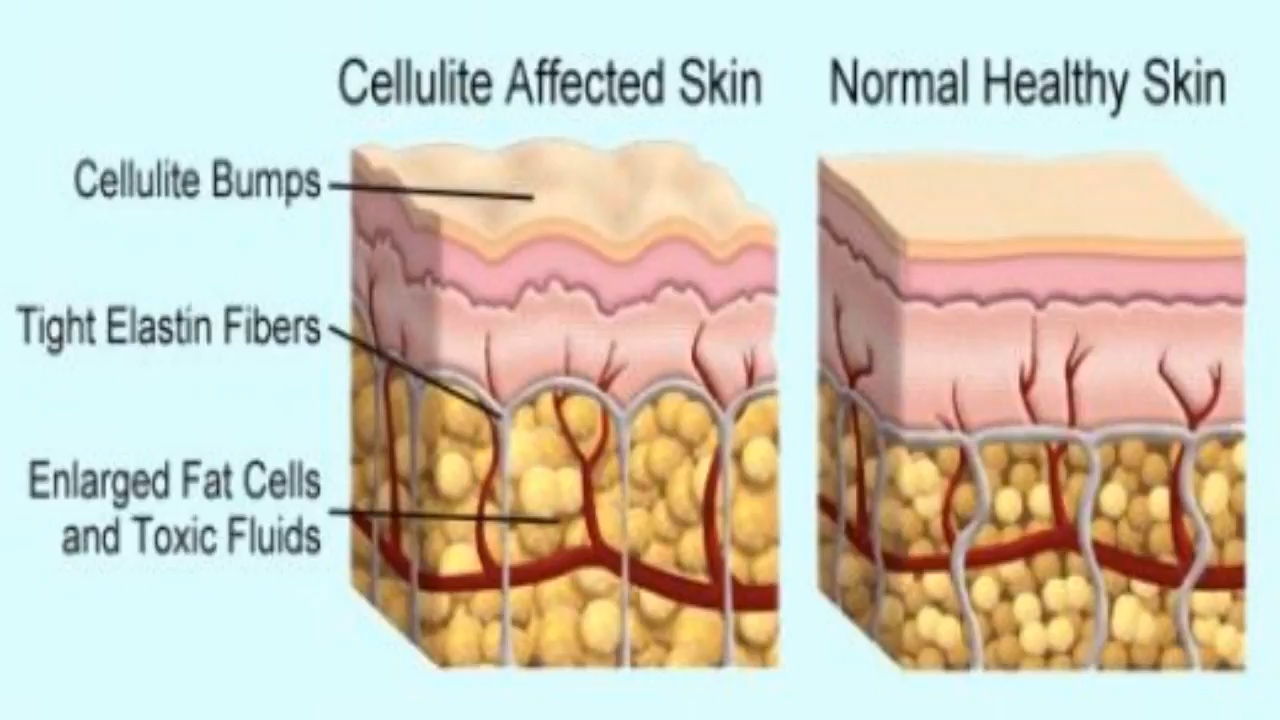 Cellulite Affected Skin
Normal Healthy Skin
Cellulite Bumps
Tight Elastin Fibers
Enlarged Fat Cells
and Toxic Fluids